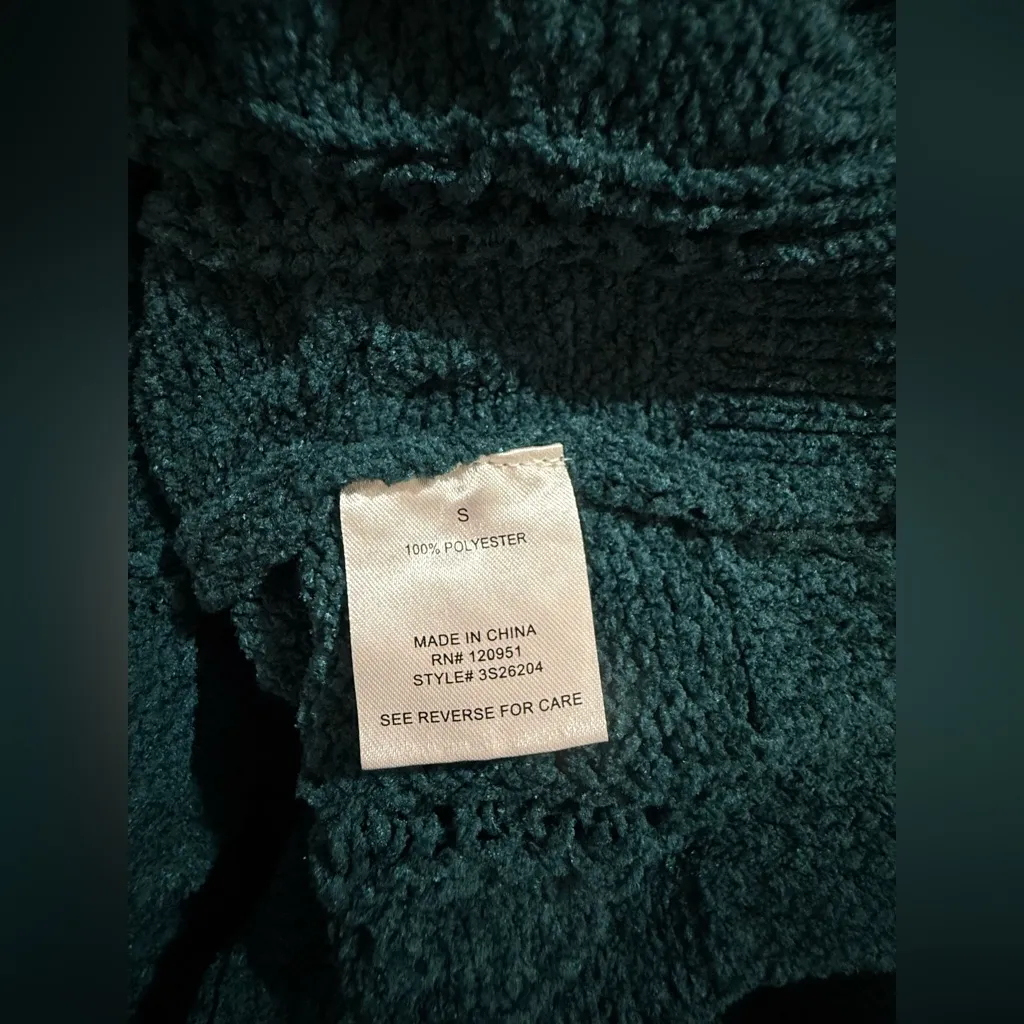 S
100% POLYESTER
MADE IN CHINA
RN# 120951
STYLE# 3S26204
SEE REVERSE FOR CARE